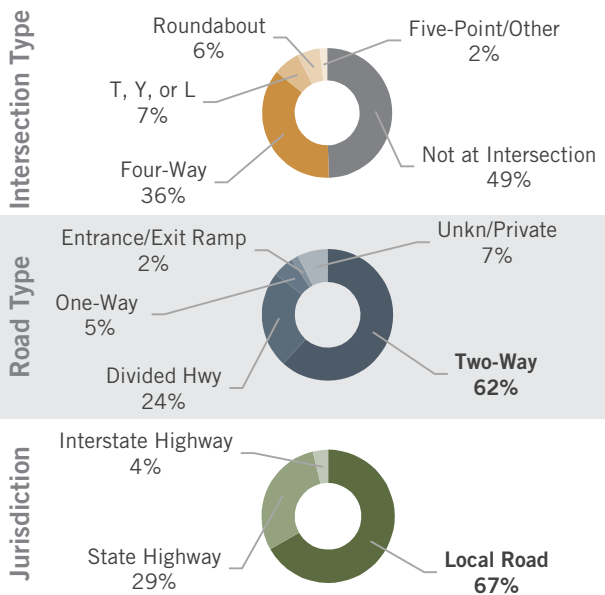 Intersection Type
Roundabout
6%
Five-Point/Other
2%
T, Y, or L
7%
Not at Intersection
49%
Four-Way
36%
Road Type
Entrance/Exit Ramp
2%
Unkn/Private
7%
One-Way
5%
Two-Way
62%
Divided Hwy
24%
Jurisdiction
Interstate Highway
4%
State Highway
29%
Local Road
67%